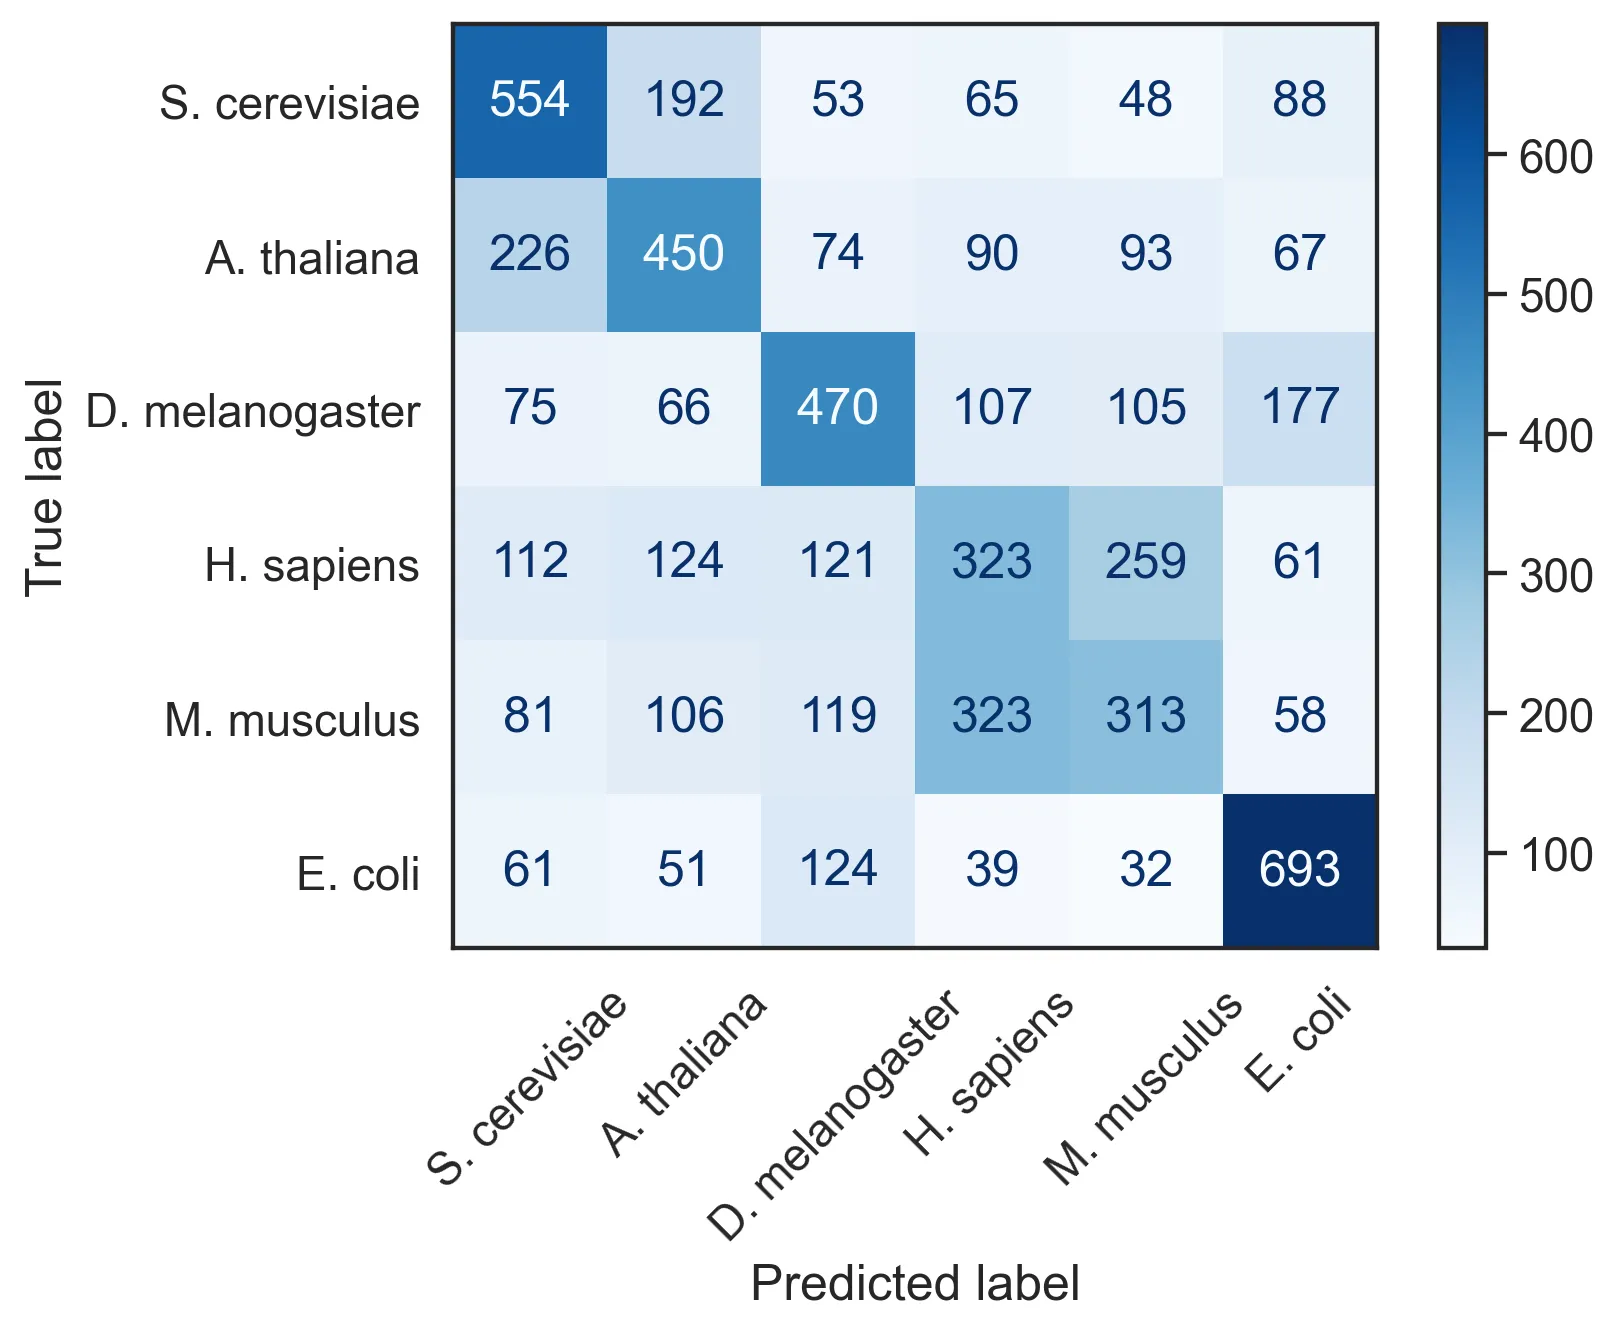 S. cerevisiae 554 192 53 65 48 88
A. thaliana 226 450 74 90 93 67
D. melanogaster 75 66 470 107 105 177
H. sapiens 112 124 121 323 259 61
M. musculus 81 106 119 323 313 58
E. coli 61 51 124 39 32 693
True label
S. cerevisiae
A. thaliana
D. melanogaster
H. sapiens
M. musculus
E. coli
Predicted label
600
500
400
300
200
100